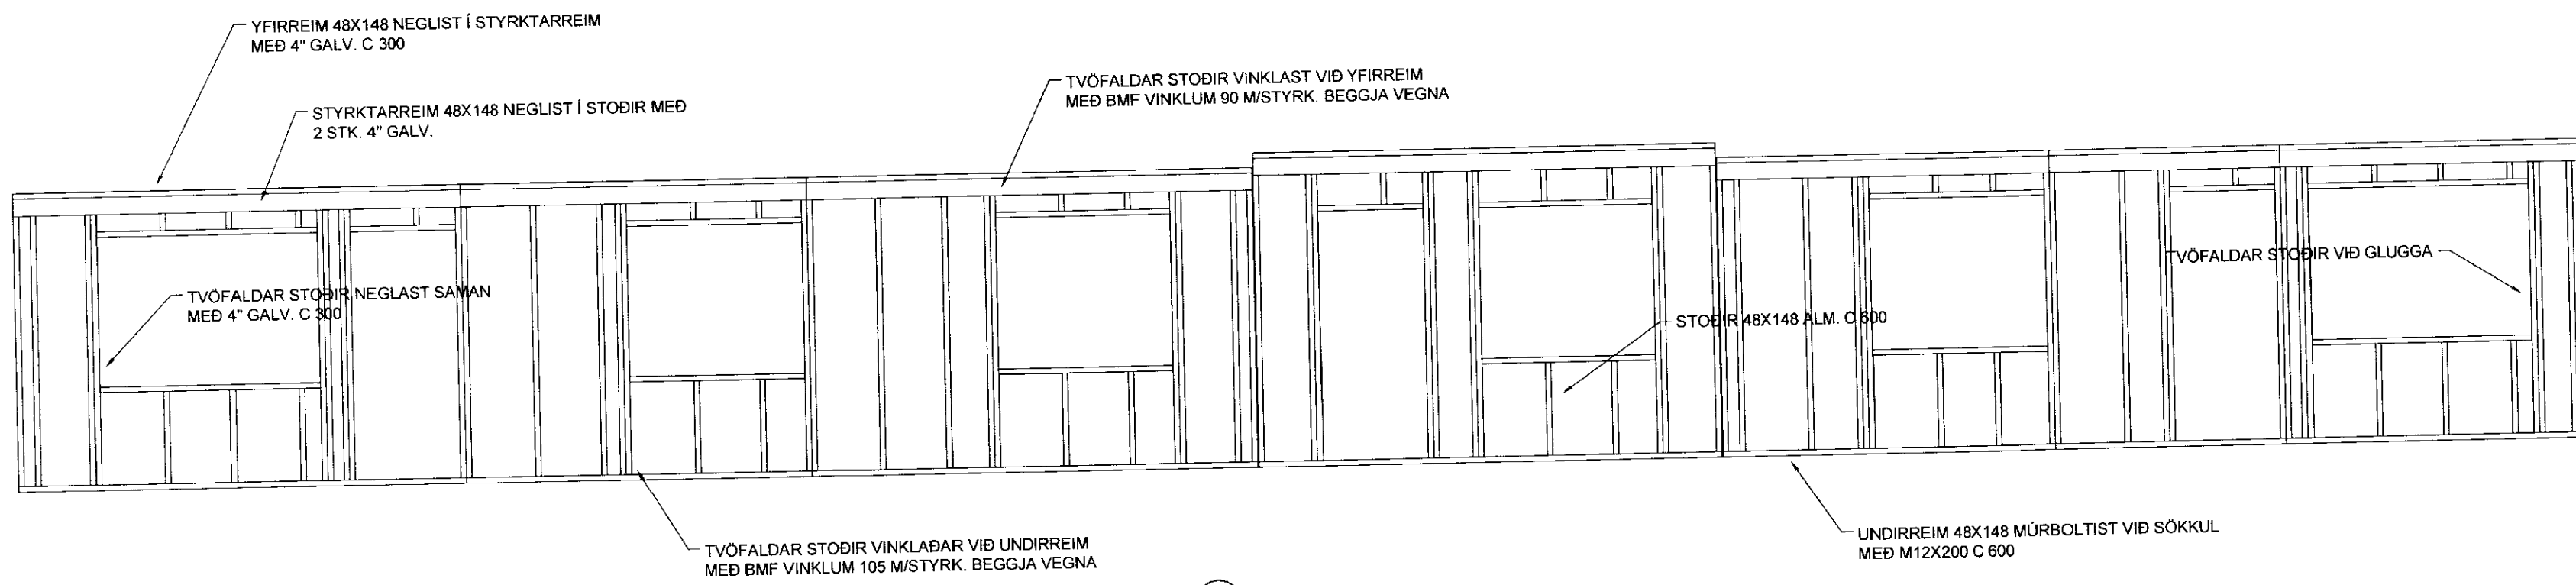 YFIRREIM 48X148 NEGLIST Í STYRKTARREIM
MEÐ 4" GALV. C 300
STYRKTARREIM 48X148 NEGLIST Í STOÐIR MEÐ
2 STK. 4" GALV.
TVÖFALDAR STOÐIR VINKLAST VIÐ YFIRREIM
MEÐ BMF VINKLUM 90 M/STYRK. BEGGJA VEGNA
TVÖFALDAR STOÐIR VIÐ GLUGGA
TVÖFALDAR STOÐIR NEGLAST SAMAN
MEÐ 4" GALV. C 300
STOÐIR 48X148 ALM. C 600
TVÖFALDAR STOÐIR VINKLAÐAR VIÐ UNDIRREIM
MEÐ BMF VINKLUM 105 M/STYRK. BEGGJA VEGNA
UNDIRREIM 48X148 MÚRBOLTIST VIÐ SÖKKUL
MEÐ M12X200 C 600